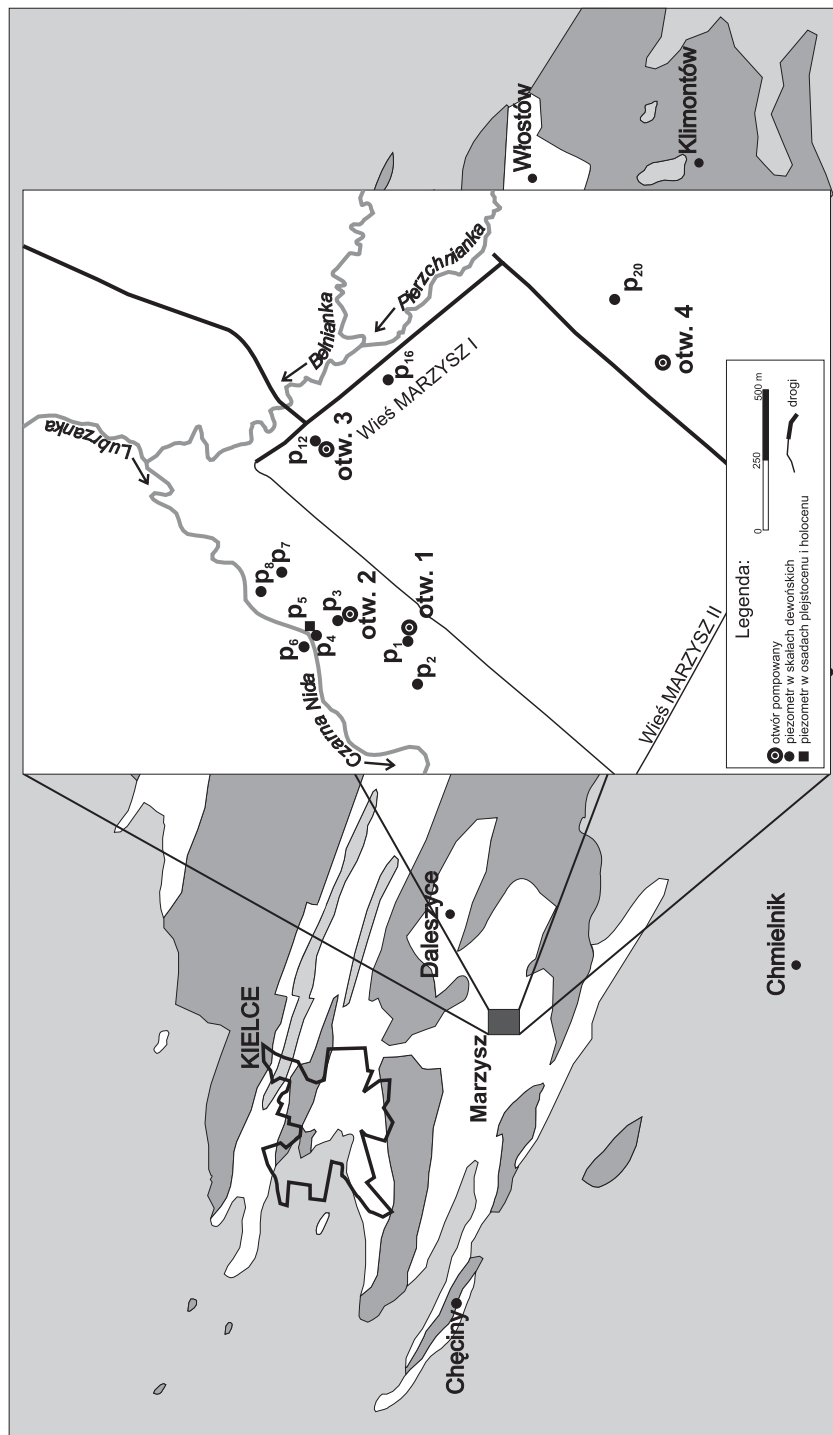 KIELCE
Daleszyce
Marzysz
Chęciny
Chmielnik
Włostów
Klimontów
Lubrzanka
Belnianka
Pierzchnianka
Czarna Nida
p₈
p₇
p₅
p₆
p₄
p₃
otw. 2
p₁
otw. 1
p₂
p₁₂
otw. 3
p₁₆
Wieś MARZYSZ I
Wieś MARZYSZ II
p₂₀
otw. 4
Legenda:
otwór pompowany
piezometr w skałach dewońskich
piezometr w osadach plejstocenu i holocenu
0 250 500 m
drogi